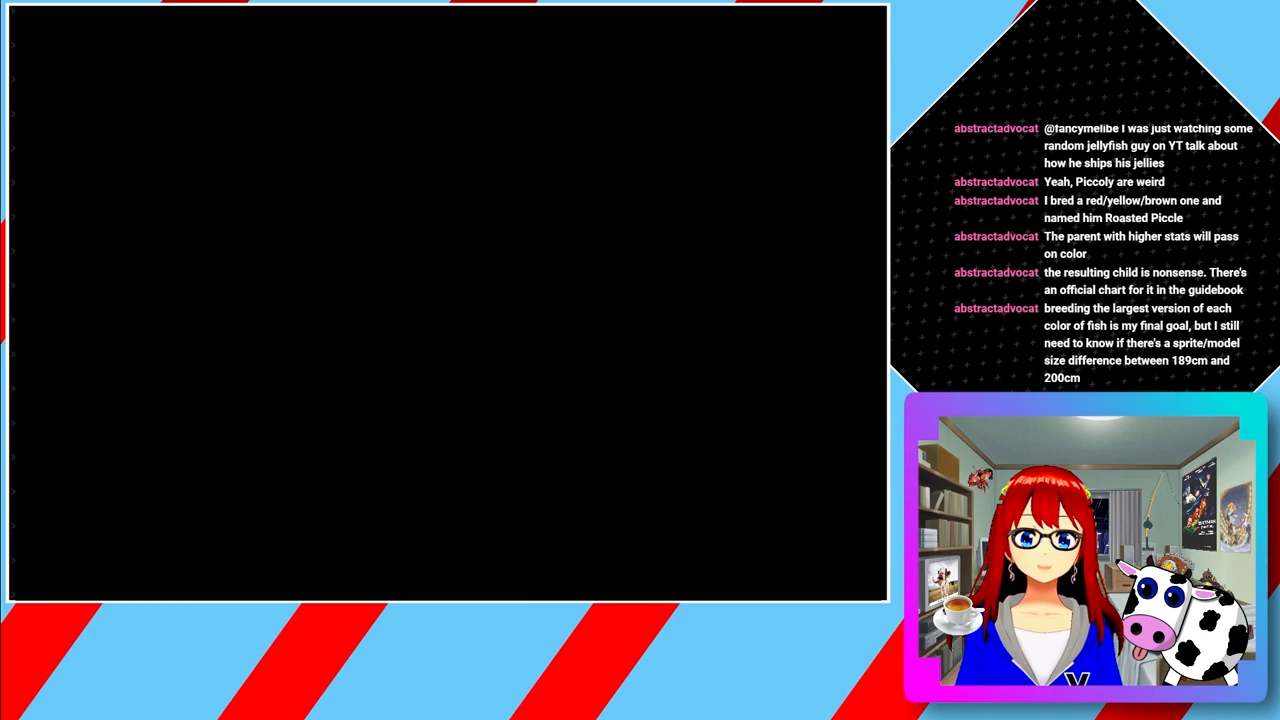 abstractadvocat @fancymelibe I was just watching some
random jellyfish guy on YT talk about
how he ships his jellies
abstractadvocat Yeah, Piccoly are weird
abstractadvocat I bred a red/yellow/brown one and
named him Roasted Piccle
abstractadvocat The parent with higher stats will pass
on color
abstractadvocat the resulting child is nonsense. There's
an official chart for it in the guidebook
abstractadvocat breeding the largest version of each
color of fish is my final goal, but I still
need to know if there's a sprite/model
size difference between 189cm and
200cm